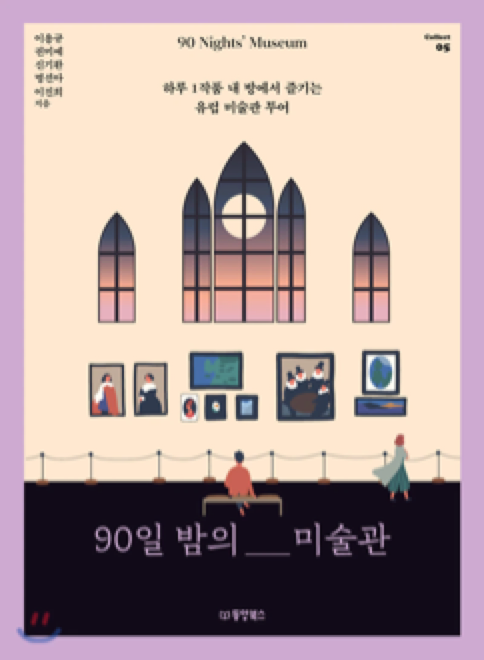 이용규
권미예
신기환
명선아
이진희
지음
90 Nights' Museum
Collect
05
하루 1작품 내 방에서 즐기는
유럽 미술관 투어
90일 밤의 __ 미술관
동양북스